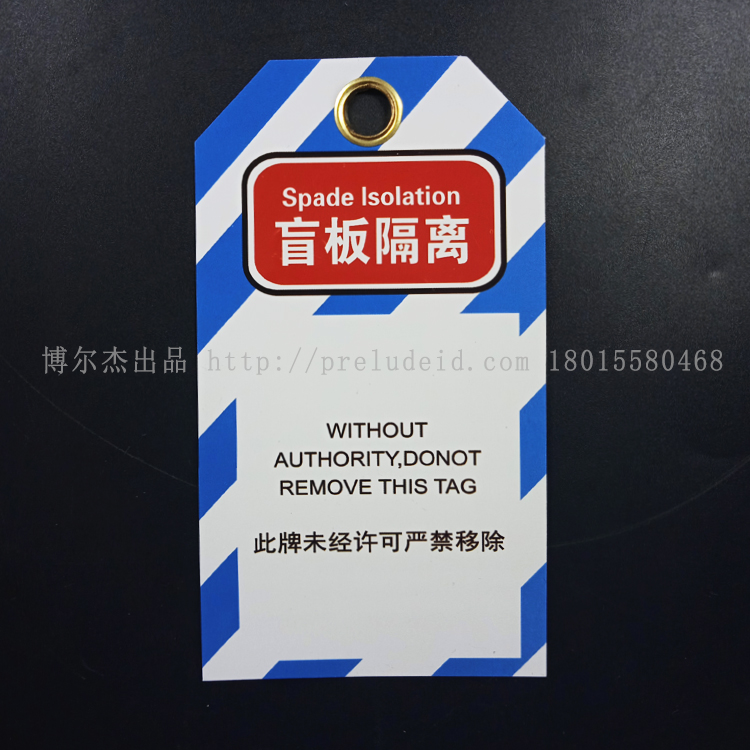 Spade Isolation
盲板隔离
博尔杰出品 http://preludeid.com 18015580468
WITHOUT
AUTHORITY,DONOT
REMOVE THIS TAG
此牌未经许可严禁移除